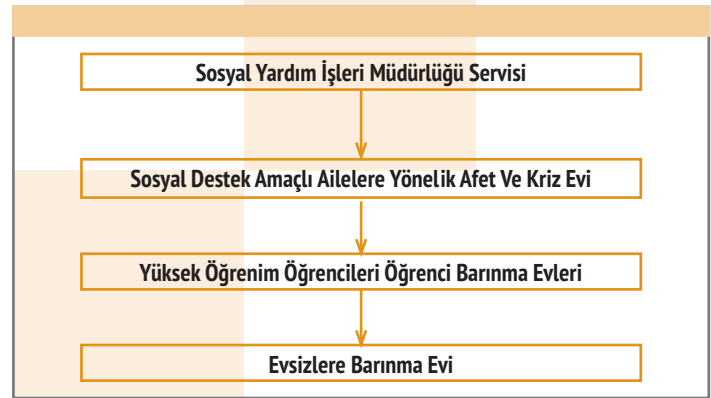 Sosyal Yardım İşleri Müdürlüğü Servisi
Sosyal Destek Amaçlı Ailelere Yönelik Afet Ve Kriz Evi
Yüksek Öğrenim Öğrencileri Öğrenci Barınma Evleri
Evsizlere Barınma Evi